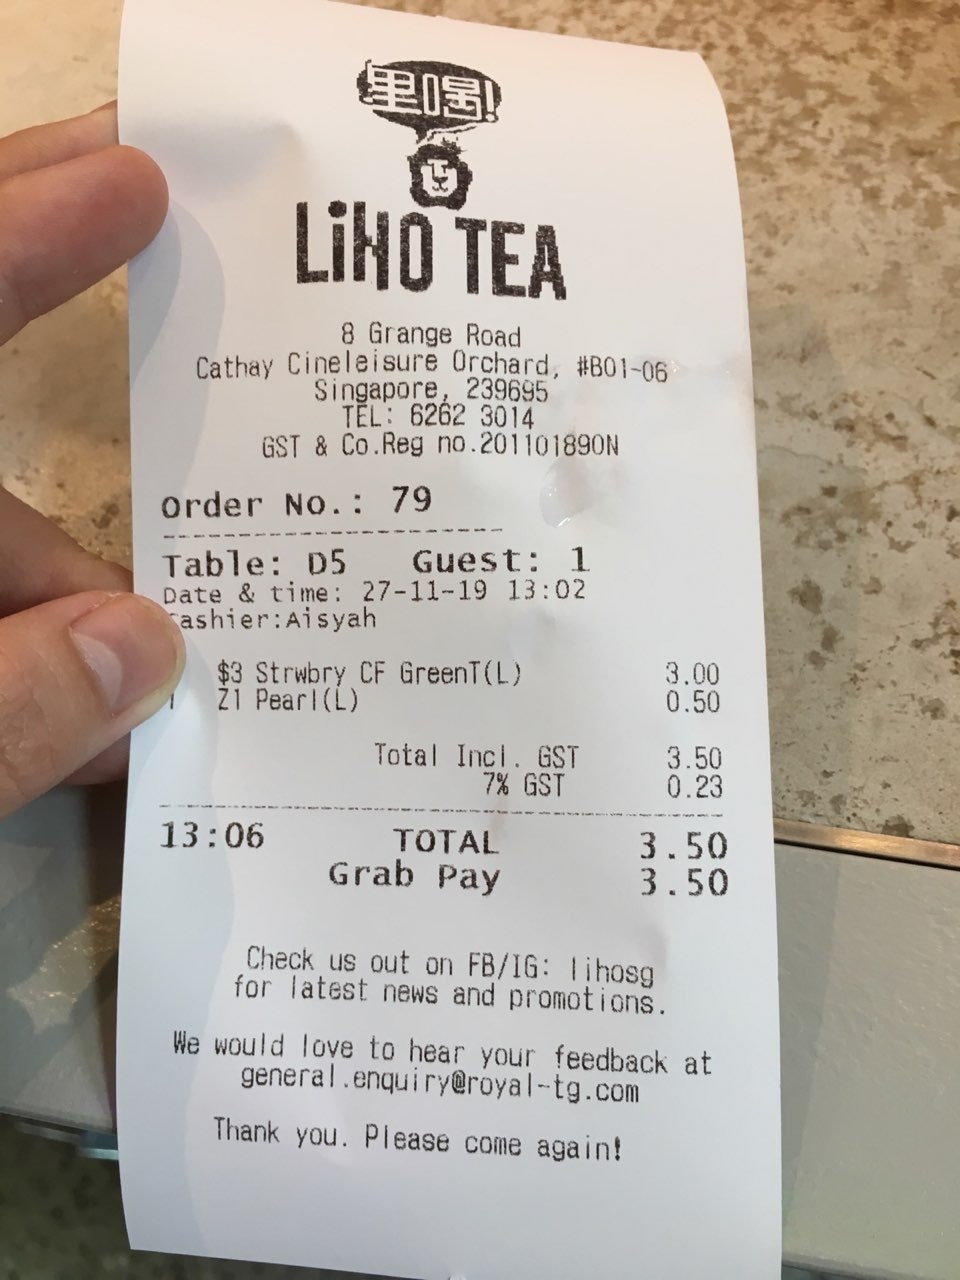 里喝!
LiHO TEA
8 Grange Road
Cathay Cineleisure Orchard, #B01-06
Singapore, 239695
TEL: 6262 3014
GST & Co.Reg no.201101890N
Order No.: 79
Table: D5 Guest: 1
Date & time: 27-11-19 13:02
ashier:Aisyah
$3 Strwbry CF GreenT(L) 3.00
Z1 Pearl(L) 0.50
Total Incl. GST 3.50
7% GST 0.23
13:06 TOTAL 3.50
Grab Pay 3.50
Check us out on FB/IG: lihosg
for latest news and promotions.
We would love to hear your feedback at
general.enquiry@royal-tg.com
Thank you. Please come again!